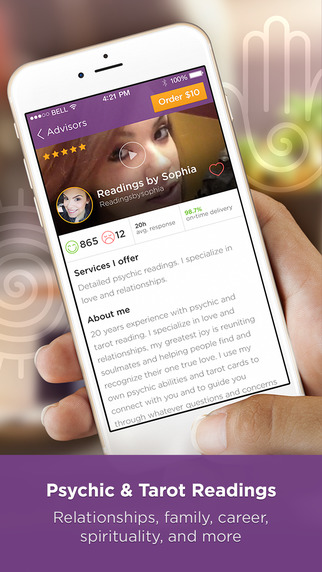 BELL
4:21 PM
100%
Advisors
Order $10
Readings by Sophia
Readingsbysophia
865
12
20h
avg. response
98.7%
on-time delivery
Services I offer
Detailed psychic readings. I specialize in
love and relationships.
About me
20 years experience with psychic and
tarot reading. I specialize in love and
relationships, my greatest joy is reuniting
soulmates and helping people find and
recognize their one true love. I use my
own psychic abilities and tarot cards to
connect with you and to guide you
through whatever questions and concerns
Psychic & Tarot Readings
Relationships, family, career,
spirituality, and more